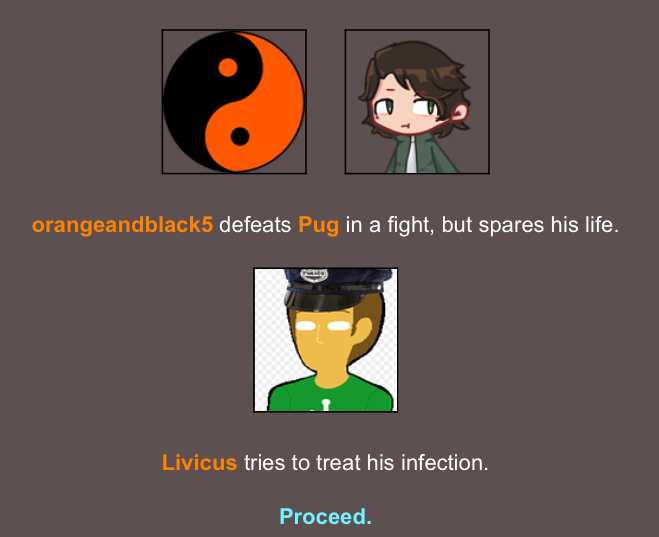 orangeandblack5 defeats Pug in a fight, but spares his life.
Livicus tries to treat his infection.
Proceed.